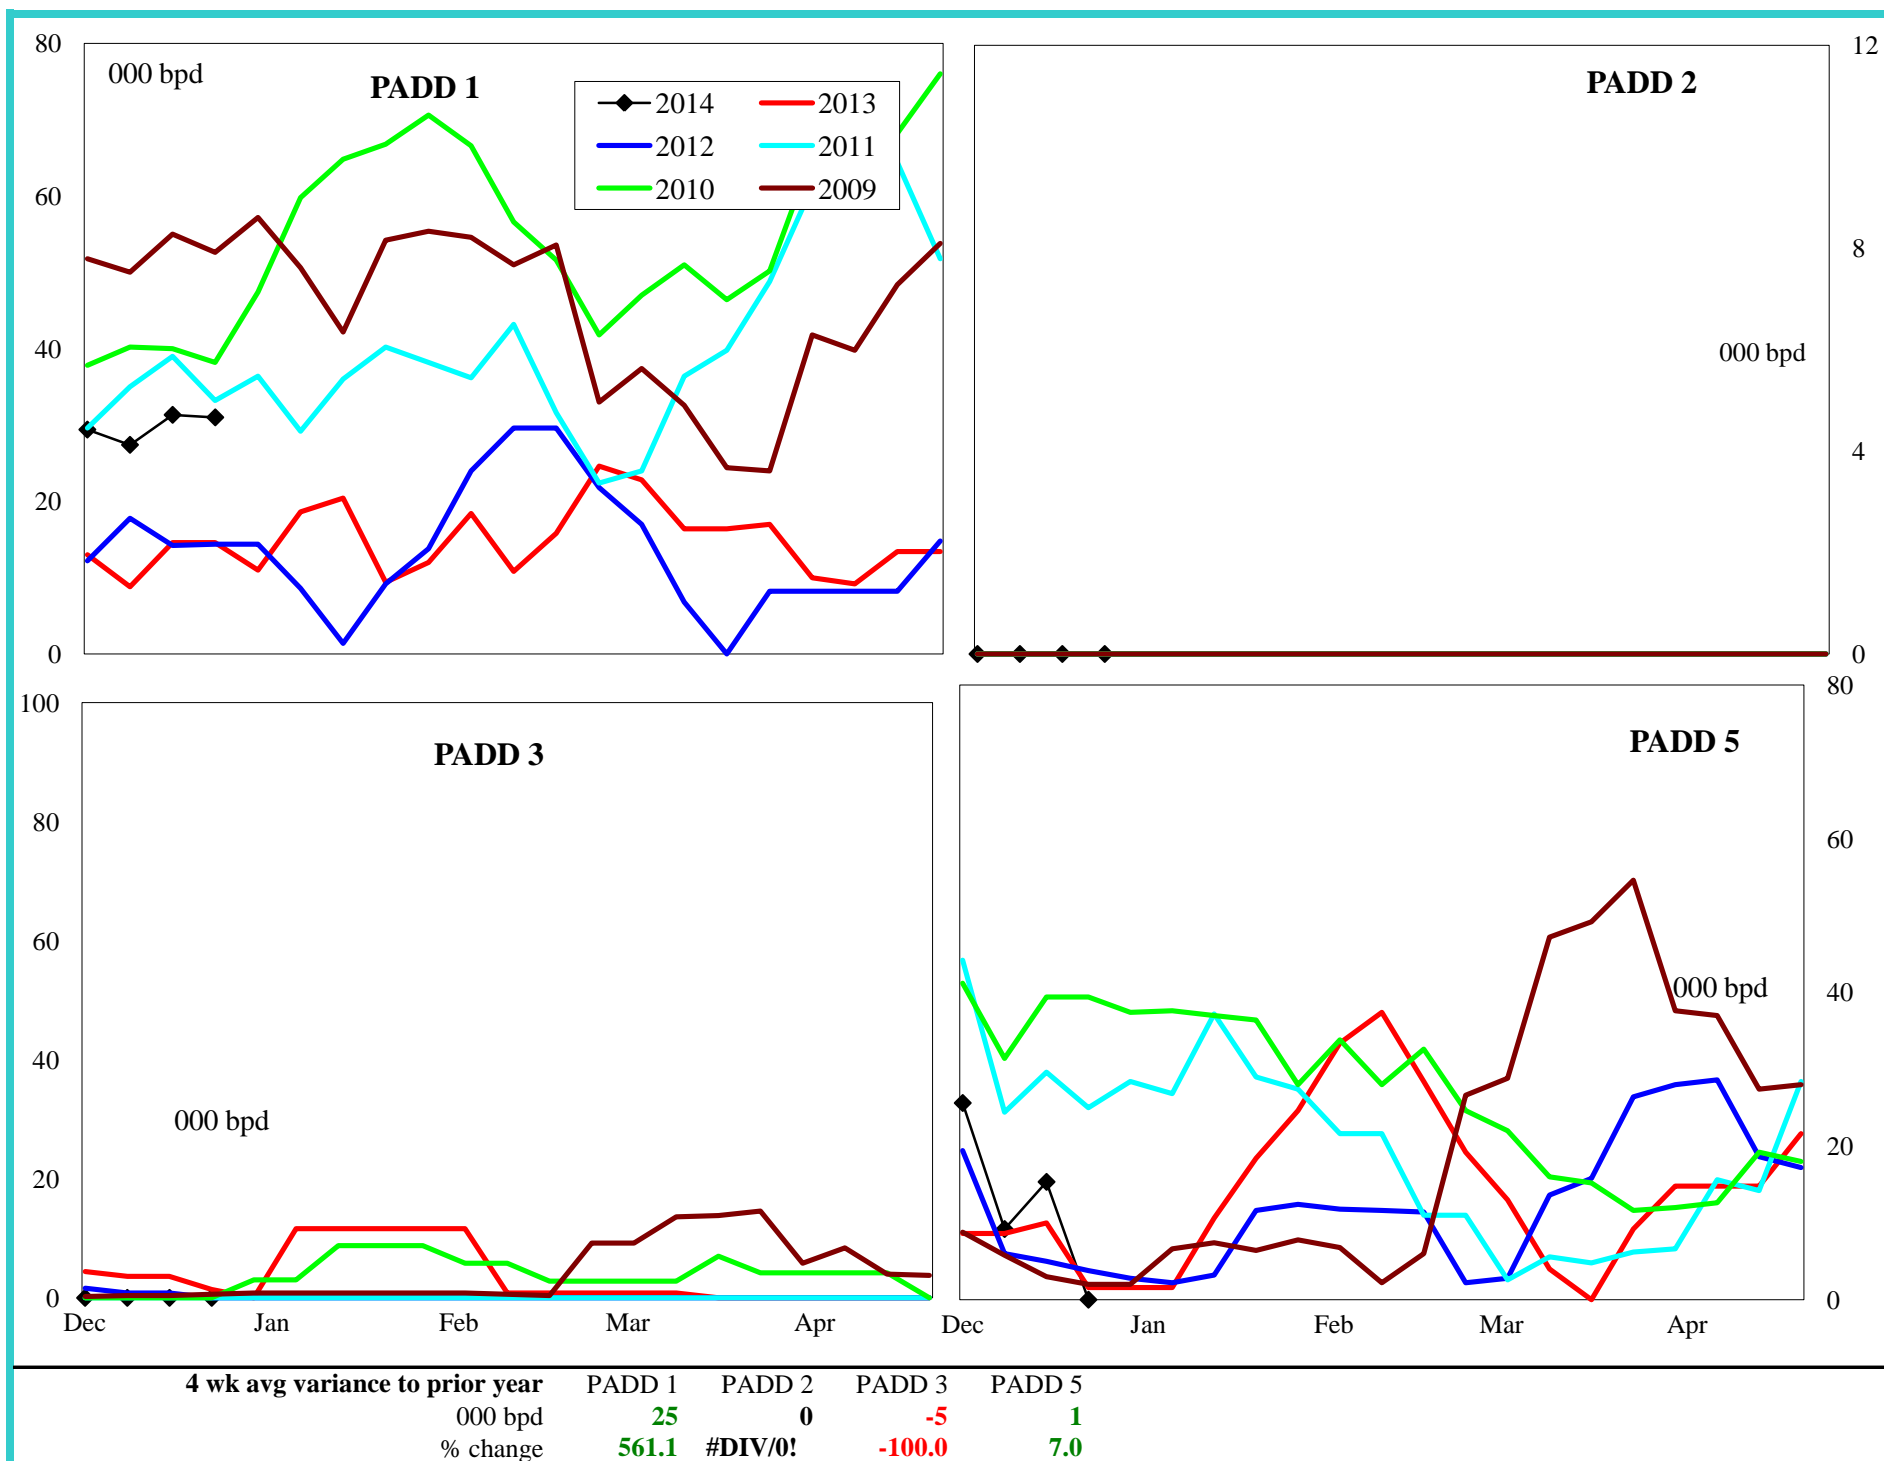 80
60
40
20
0
000 bpd
PADD 1
2014
2013
2012
2011
2010
2009
PADD 2
000 bpd
12
8
4
0
100
80
60
40
20
0
PADD 3
000 bpd
Dec Jan Feb Mar Apr
PADD 5
000 bpd
80
60
40
20
0
Dec Jan Feb Mar Apr
4 wk avg variance to prior year PADD 1 PADD 2 PADD 3 PADD 5
000 bpd 25 0 -5 1
% change 561.1 #DIV/0! -100.0 7.0